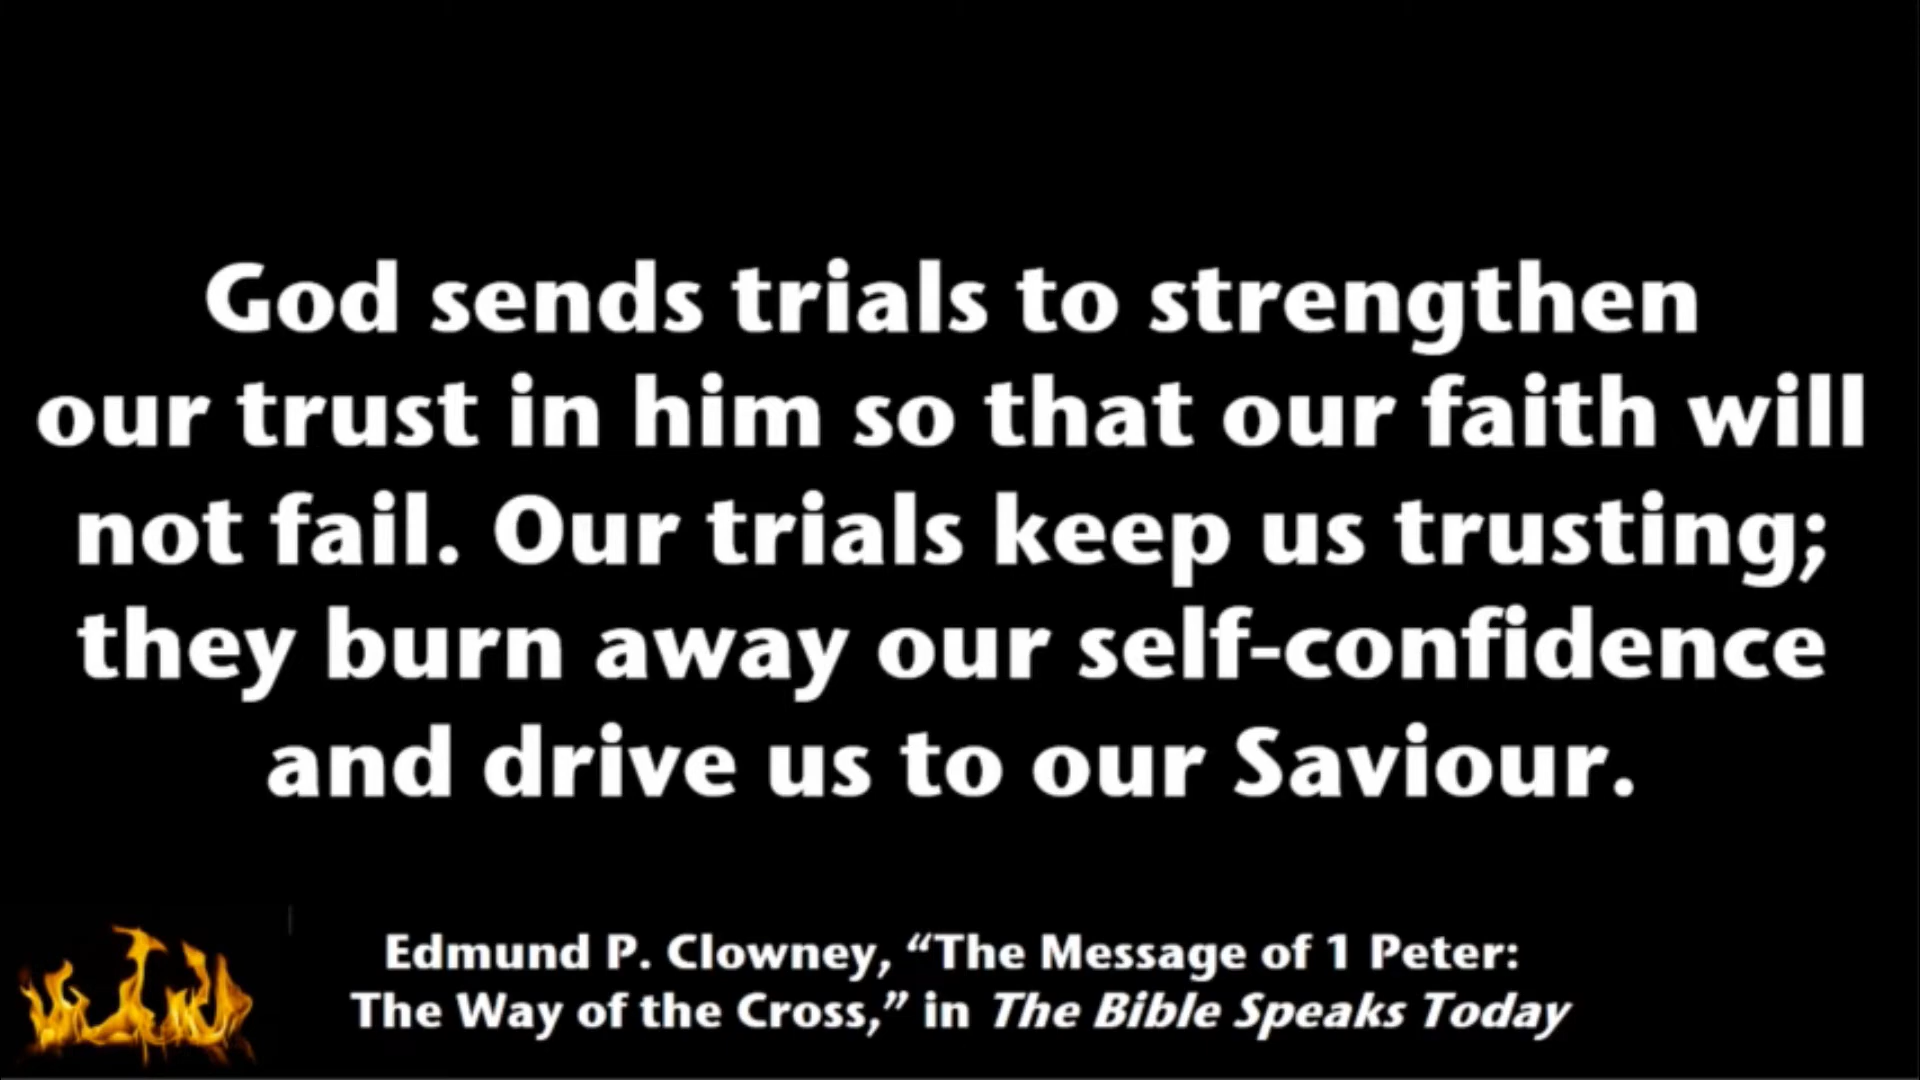 God sends trials to strengthen
our trust in him so that our faith will
not fail. Our trials keep us trusting;
they burn away our self-confidence
and drive us to our Saviour.
Edmund P. Clowney, “The Message of 1 Peter:
The Way of the Cross,” in The Bible Speaks Today